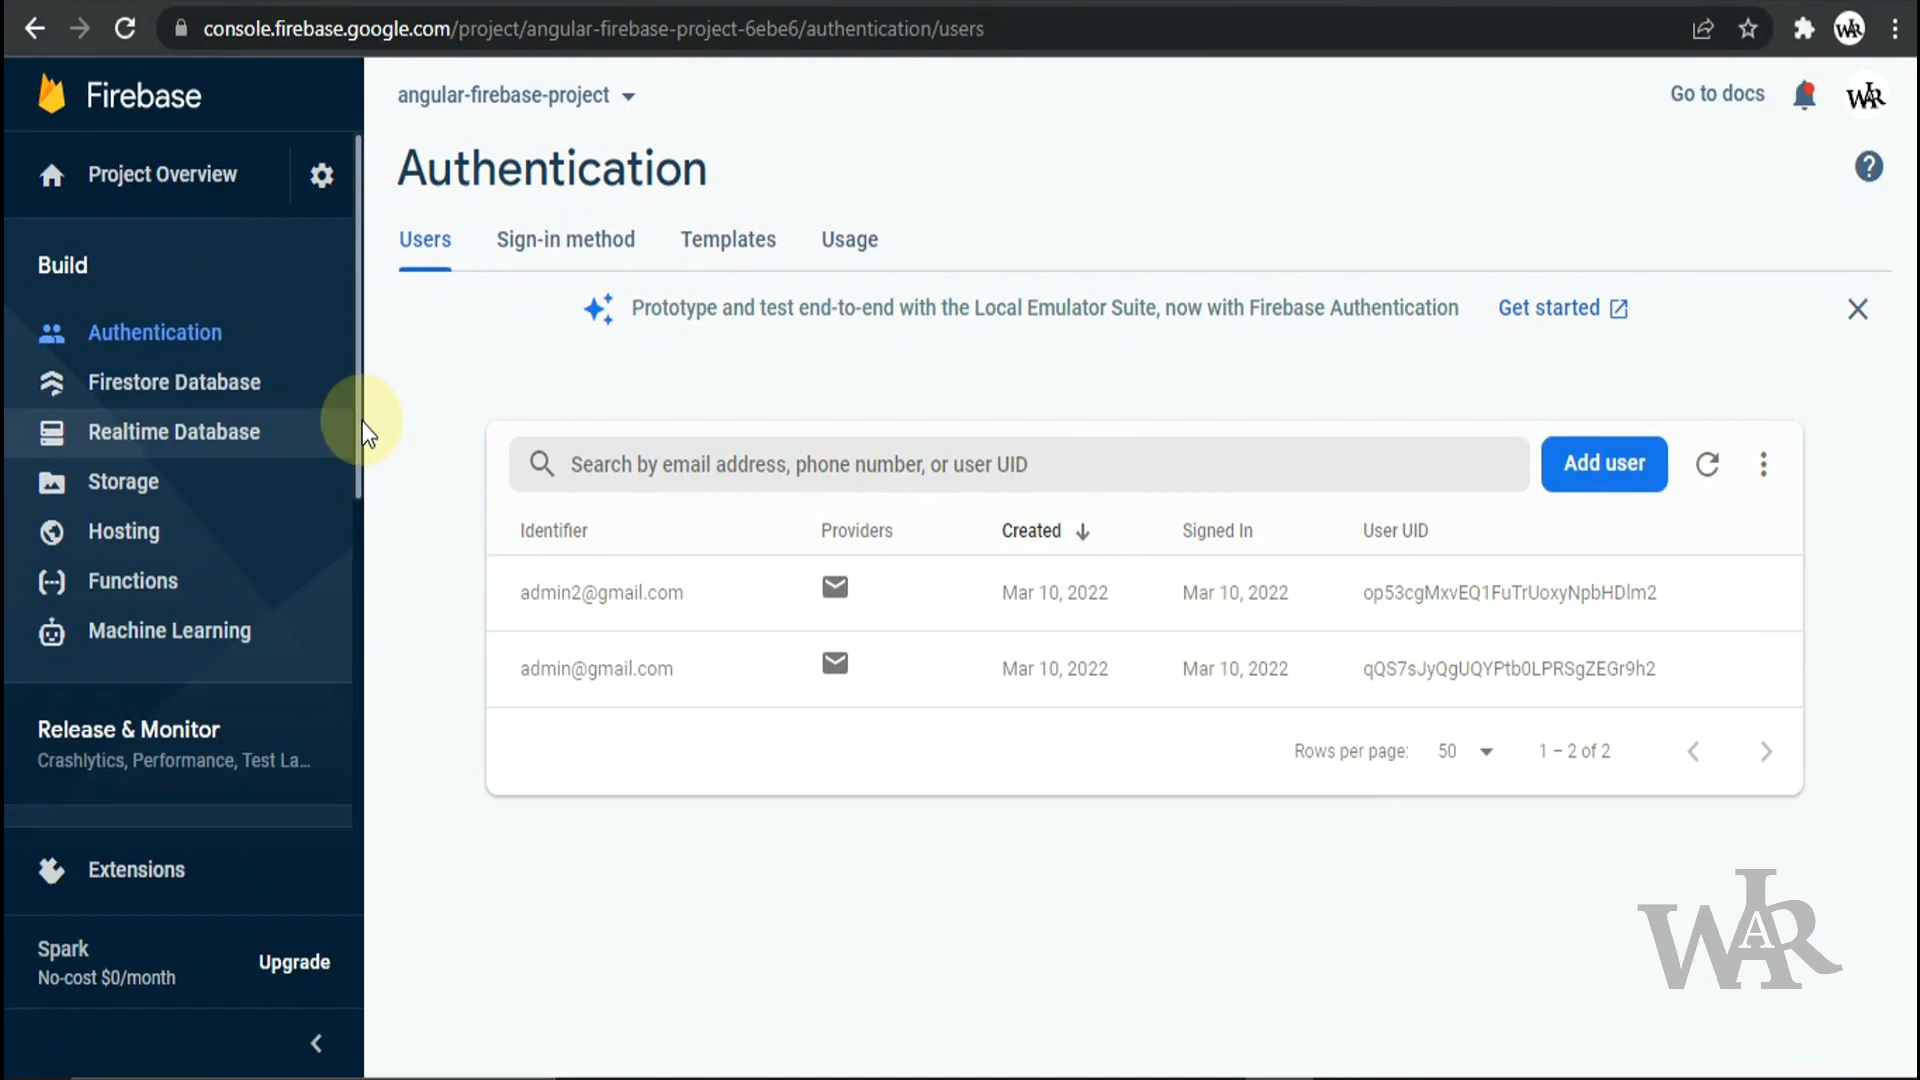 console.firebase.google.com/project/angular-firebase-project-6ebe6/authentication/users
WAR
Firebase
angular-firebase-project
Go to docs
WAR
Project Overview
Authentication
Users Sign-in method Templates Usage
Build
Prototype and test end-to-end with the Local Emulator Suite, now with Firebase Authentication Get started
Authentication
Firestore Database
Realtime Database
Storage
Hosting
Functions
Machine Learning
Release & Monitor
Crashlytics, Performance, Test La...
Extensions
Spark
No-cost $0/month
Upgrade
Search by email address, phone number, or user UID
Add user
Identifier Providers Created Signed In User UID
admin2@gmail.com Mar 10, 2022 Mar 10, 2022 op53cgMxvEQ1FuTrUoxyNpbHDlm2
admin@gmail.com Mar 10, 2022 Mar 10, 2022 qQS7sJyQgUQYPtb0LPRSgZEGr9h2
Rows per page: 50 1 – 2 of 2
WAR